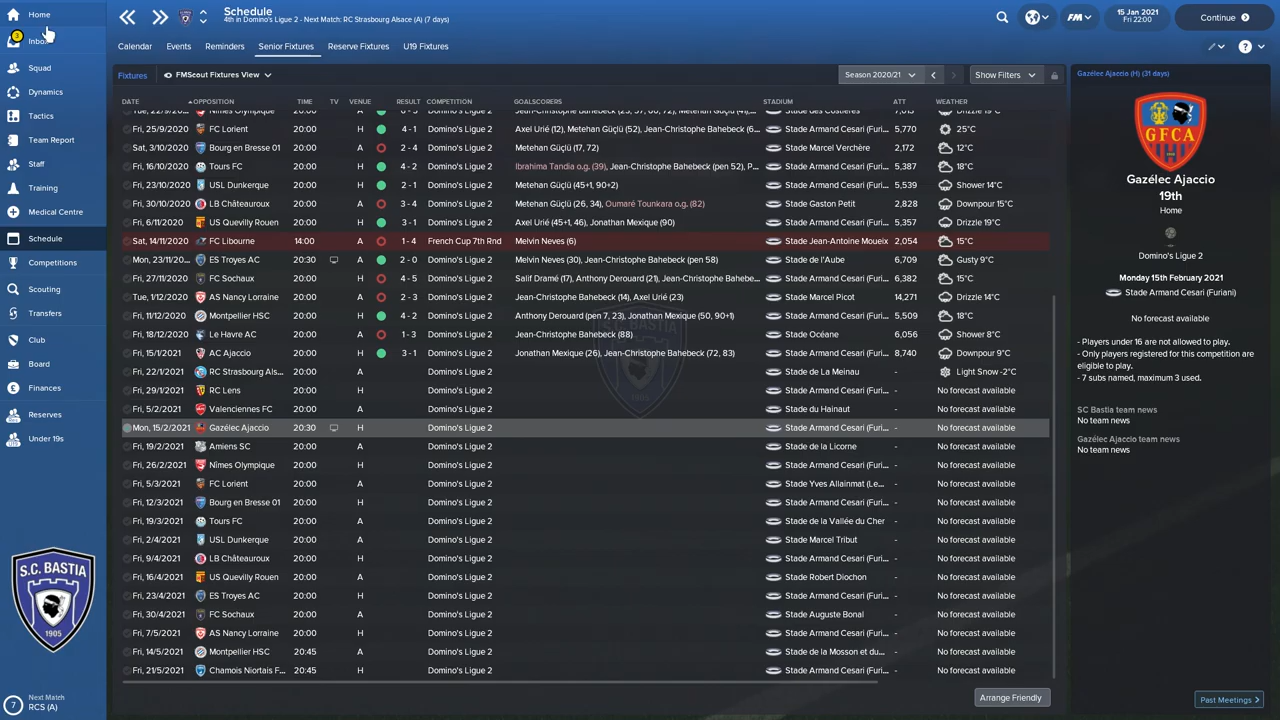 Home
3
Inbox
Squad
Dynamics
Tactics
Team Report
Staff
Training
Medical Centre
Schedule
Competitions
Scouting
Transfers
Club
Board
Finances
Reserves
Under 19s
S.C. BASTIA
1905
7 Next Match
RCS (A)
Schedule
4th in Domino's Ligue 2 - Next Match: RC Strasbourg Alsace (A) (7 days)
FM
15 Jan 2021
Fri 22:00
Continue
Calendar Events Reminders Senior Fixtures Reserve Fixtures U19 Fixtures
Fixtures FMScout Fixtures View Season 2020/21 Show Filters
DATE OPPOSITION TIME TV VENUE RESULT COMPETITION GOALSCORERS STADIUM ATT WEATHER
Fri, 25/9/2020 FC Lorient 20:00 H 4 - 1 Domino's Ligue 2 Axel Urié (12), Metehan Güçlü (52), Jean-Christophe Bahebeck (6... Stade Armand Cesari (Furi... 5,770 25°C
Sat, 3/10/2020 Bourg en Bresse 01 20:00 A 2 - 4 Domino's Ligue 2 Metehan Güçlü (17, 72) Stade Marcel Verchère 2,172 12°C
Fri, 16/10/2020 Tours FC 20:00 H 4 - 2 Domino's Ligue 2 Ibrahima Tandia o.g. (39), Jean-Christophe Bahebeck (pen 52), P... Stade Armand Cesari (Furi... 5,387 18°C
Fri, 23/10/2020 USL Dunkerque 20:00 H 2 - 1 Domino's Ligue 2 Metehan Güçlü (45+1, 90+2) Stade Armand Cesari (Furi... 5,539 Shower 14°C
Fri, 30/10/2020 LB Châteauroux 20:00 A 3 - 4 Domino's Ligue 2 Metehan Güçlü (26, 34), Oumaré Tounkara o.g. (82) Stade Gaston Petit 2,828 Downpour 15°C
Fri, 6/11/2020 US Quevilly Rouen 20:00 H 3 - 1 Domino's Ligue 2 Axel Urié (45+1, 46), Jonathan Mexique (90) Stade Armand Cesari (Furi... 5,357 Drizzle 19°C
Sat, 14/11/2020 FC Libourne 14:00 A 1 - 4 French Cup 7th Rnd Melvin Neves (6) Stade Jean-Antoine Moueix 2,054 15°C
Mon, 23/11/20... ES Troyes AC 20:30 A 2 - 0 Domino's Ligue 2 Melvin Neves (30), Jean-Christophe Bahebeck (pen 58) Stade de l'Aube 6,709 Gusty 9°C
Fri, 27/11/2020 FC Sochaux 20:00 H 4 - 5 Domino's Ligue 2 Salif Dramé (17), Anthony Derouard (21), Jean-Christophe Bahebe... Stade Armand Cesari (Furi... 6,382 15°C
Tue, 1/12/2020 AS Nancy Lorraine 20:00 A 2 - 3 Domino's Ligue 2 Jean-Christophe Bahebeck (14), Axel Urié (23) Stade Marcel Picot 14,271 Drizzle 14°C
Fri, 11/12/2020 Montpellier HSC 20:00 H 4 - 2 Domino's Ligue 2 Anthony Derouard (pen 7, 23), Jonathan Mexique (50, 90+1) Stade Armand Cesari (Furi... 5,509 18°C
Fri, 18/12/2020 Le Havre AC 20:00 A 1 - 3 Domino's Ligue 2 Jean-Christophe Bahebeck (88) Stade Océane 6,056 Shower 8°C
Fri, 15/1/2021 AC Ajaccio 20:00 H 3 - 1 Domino's Ligue 2 Jonathan Mexique (26), Jean-Christophe Bahebeck (72, 83) Stade Armand Cesari (Furi... 8,740 Downpour 9°C
Fri, 22/1/2021 RC Strasbourg Als... 20:00 A Domino's Ligue 2 Stade de La Meinau - Light Snow -2°C
Fri, 29/1/2021 RC Lens 20:00 H Domino's Ligue 2 Stade Armand Cesari (Furi... - No forecast available
Fri, 5/2/2021 Valenciennes FC 20:00 A Domino's Ligue 2 Stade du Hainaut - No forecast available
Mon, 15/2/2021 Gazélec Ajaccio 20:30 H Domino's Ligue 2 Stade Armand Cesari (Furi... - No forecast available
Fri, 19/2/2021 Amiens SC 20:00 A Domino's Ligue 2 Stade de la Licorne - No forecast available
Fri, 26/2/2021 Nîmes Olympique 20:00 H Domino's Ligue 2 Stade Armand Cesari (Furi... - No forecast available
Fri, 5/3/2021 FC Lorient 20:00 A Domino's Ligue 2 Stade Yves Allainmat (Le... - No forecast available
Fri, 12/3/2021 Bourg en Bresse 01 20:00 H Domino's Ligue 2 Stade Armand Cesari (Furi... - No forecast available
Fri, 19/3/2021 Tours FC 20:00 A Domino's Ligue 2 Stade de la Vallée du Cher - No forecast available
Fri, 2/4/2021 USL Dunkerque 20:00 A Domino's Ligue 2 Stade Marcel Tribut - No forecast available
Fri, 9/4/2021 LB Châteauroux 20:00 H Domino's Ligue 2 Stade Armand Cesari (Furi... - No forecast available
Fri, 16/4/2021 US Quevilly Rouen 20:00 A Domino's Ligue 2 Stade Robert Diochon - No forecast available
Fri, 23/4/2021 ES Troyes AC 20:00 H Domino's Ligue 2 Stade Armand Cesari (Furi... - No forecast available
Fri, 30/4/2021 FC Sochaux 20:00 A Domino's Ligue 2 Stade Auguste Bonal - No forecast available
Fri, 7/5/2021 AS Nancy Lorraine 20:00 H Domino's Ligue 2 Stade Armand Cesari (Furi... - No forecast available
Fri, 14/5/2021 Montpellier HSC 20:45 A Domino's Ligue 2 Stade de la Mosson et du... - No forecast available
Fri, 21/5/2021 Chamois Niortais F... 20:45 H Domino's Ligue 2 Stade Armand Cesari (Furi... - No forecast available
Arrange Friendly
Gazélec Ajaccio (H) (31 days)
GFCA
Gazélec Ajaccio
19th
Home
Domino's Ligue 2
Monday 15th February 2021
Stade Armand Cesari (Furiani)
No forecast available
- Players under 16 are not allowed to play.
- Only players registered for this competition are
eligible to play.
- 7 subs named, maximum 3 used.
SC Bastia team news
No team news
Gazélec Ajaccio team news
No team news
Past Meetings